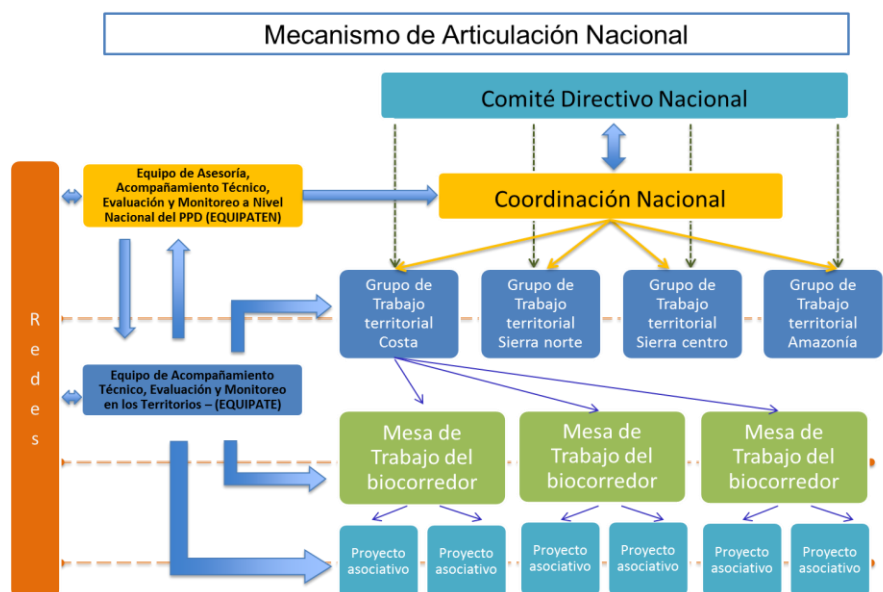 Mecanismo de Articulación Nacional
Comité Directivo Nacional
Equipo de Asesoría,
Acompañamiento Técnico,
Evaluación y Monitoreo a Nivel
Nacional del PPD (EQUIPATEN)
Coordinación Nacional
Redes
Grupo de
Trabajo
territorial
Costa
Grupo de
Trabajo
territorial
Sierra norte
Grupo de
Trabajo
territorial
Sierra centro
Grupo de
Trabajo
territorial
Amazonía
Equipo de Acompañamiento
Técnico, Evaluación y Monitoreo
en los Territorios – (EQUIPATE)
Mesa de
Trabajo del
biocorredor
Mesa de
Trabajo del
biocorredor
Mesa de
Trabajo del
biocorredor
Proyecto
asociativo
Proyecto
asociativo
Proyecto
asociativo
Proyecto
asociativo
Proyecto
asociativo
Proyecto
asociativo